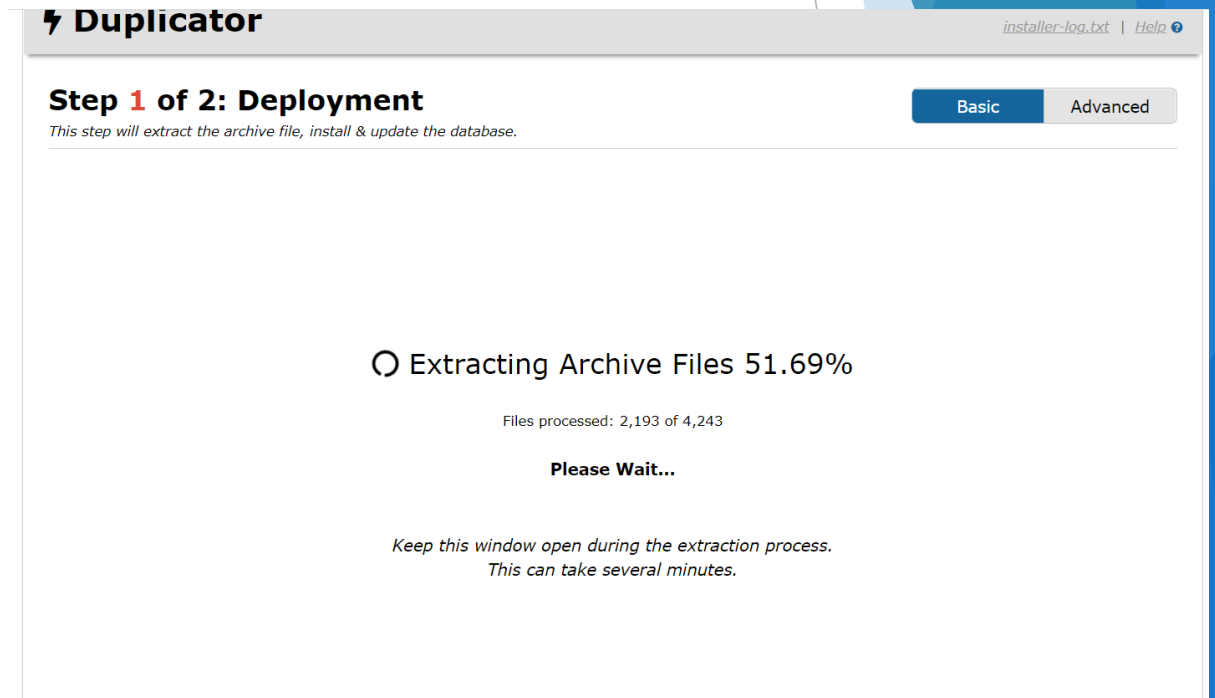 Duplicator
installer-log.txt | Help
Step 1 of 2: Deployment
Basic
Advanced
This step will extract the archive file, install & update the database.
Extracting Archive Files 51.69%
Files processed: 2,193 of 4,243
Please Wait...
Keep this window open during the extraction process.
This can take several minutes.